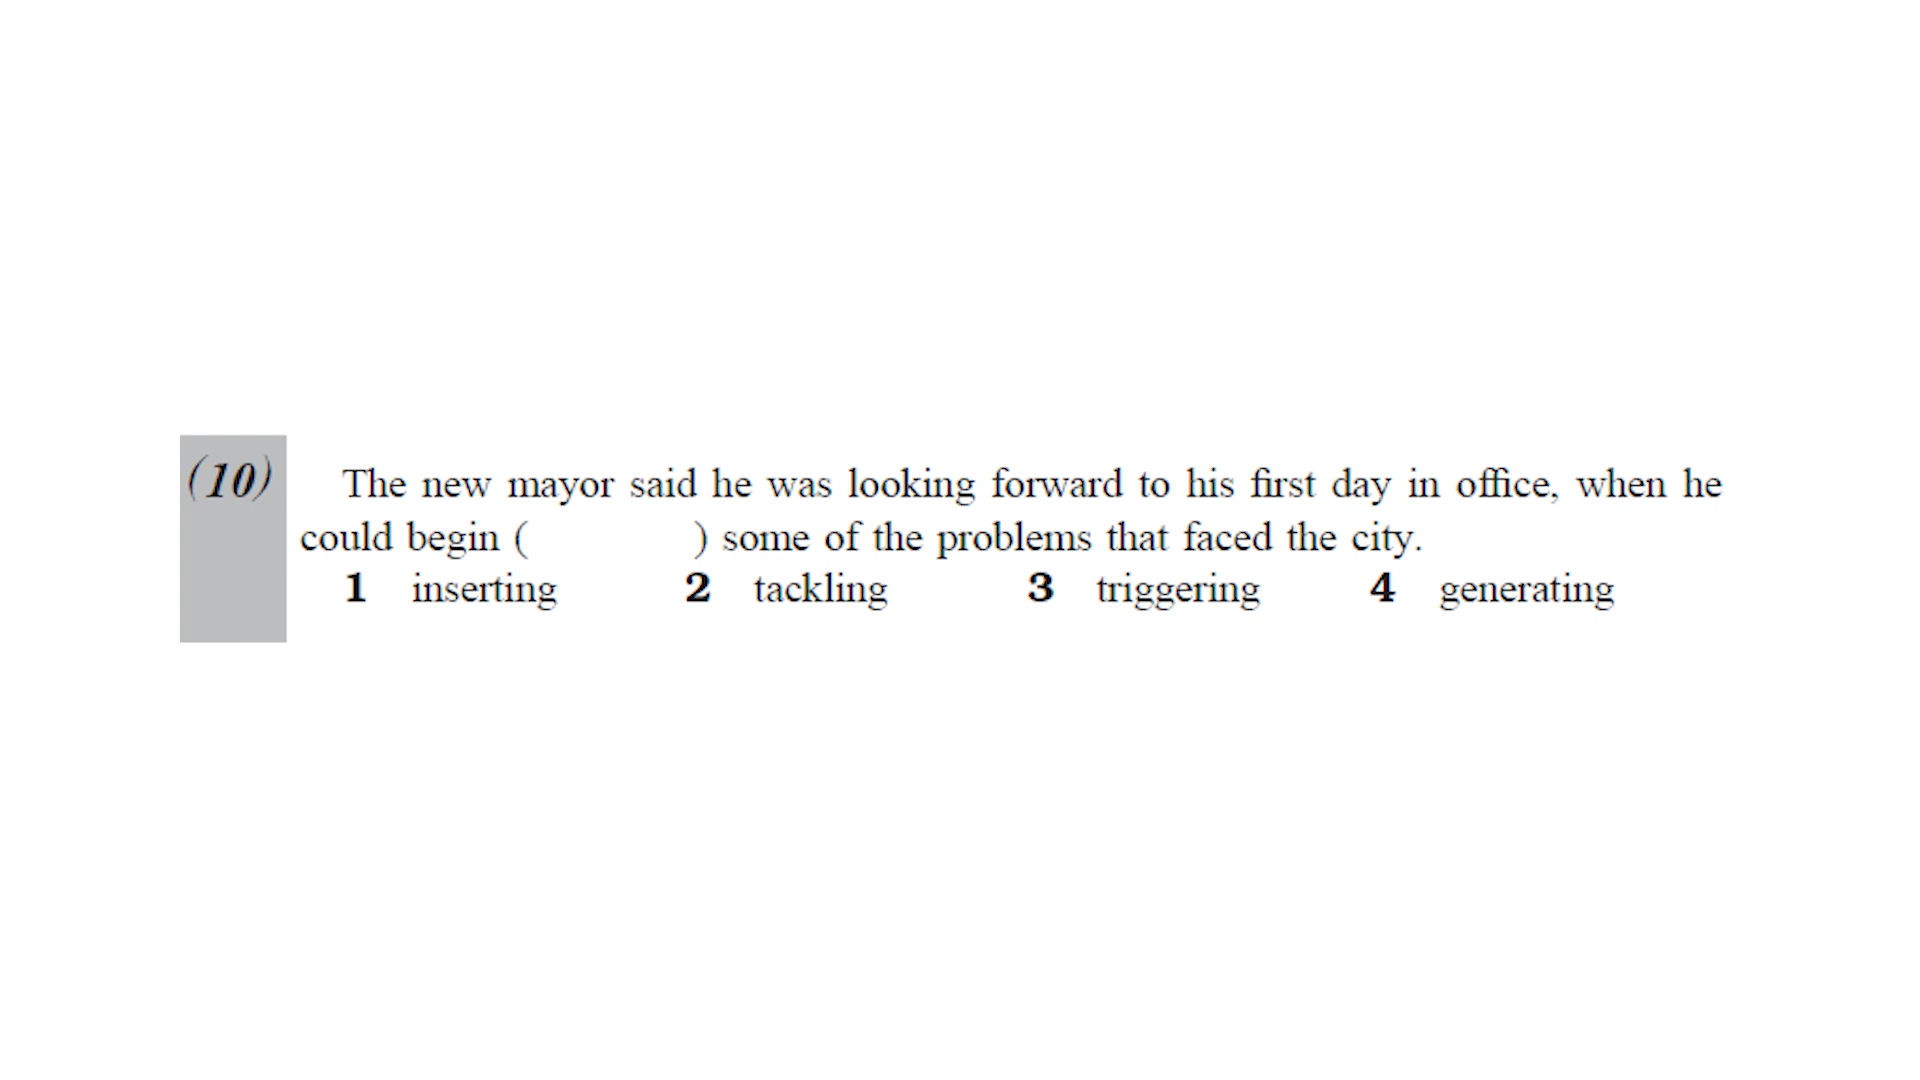 (10) The new mayor said he was looking forward to his first day in office, when he
could begin ( ) some of the problems that faced the city.
1 inserting 2 tackling 3 triggering 4 generating